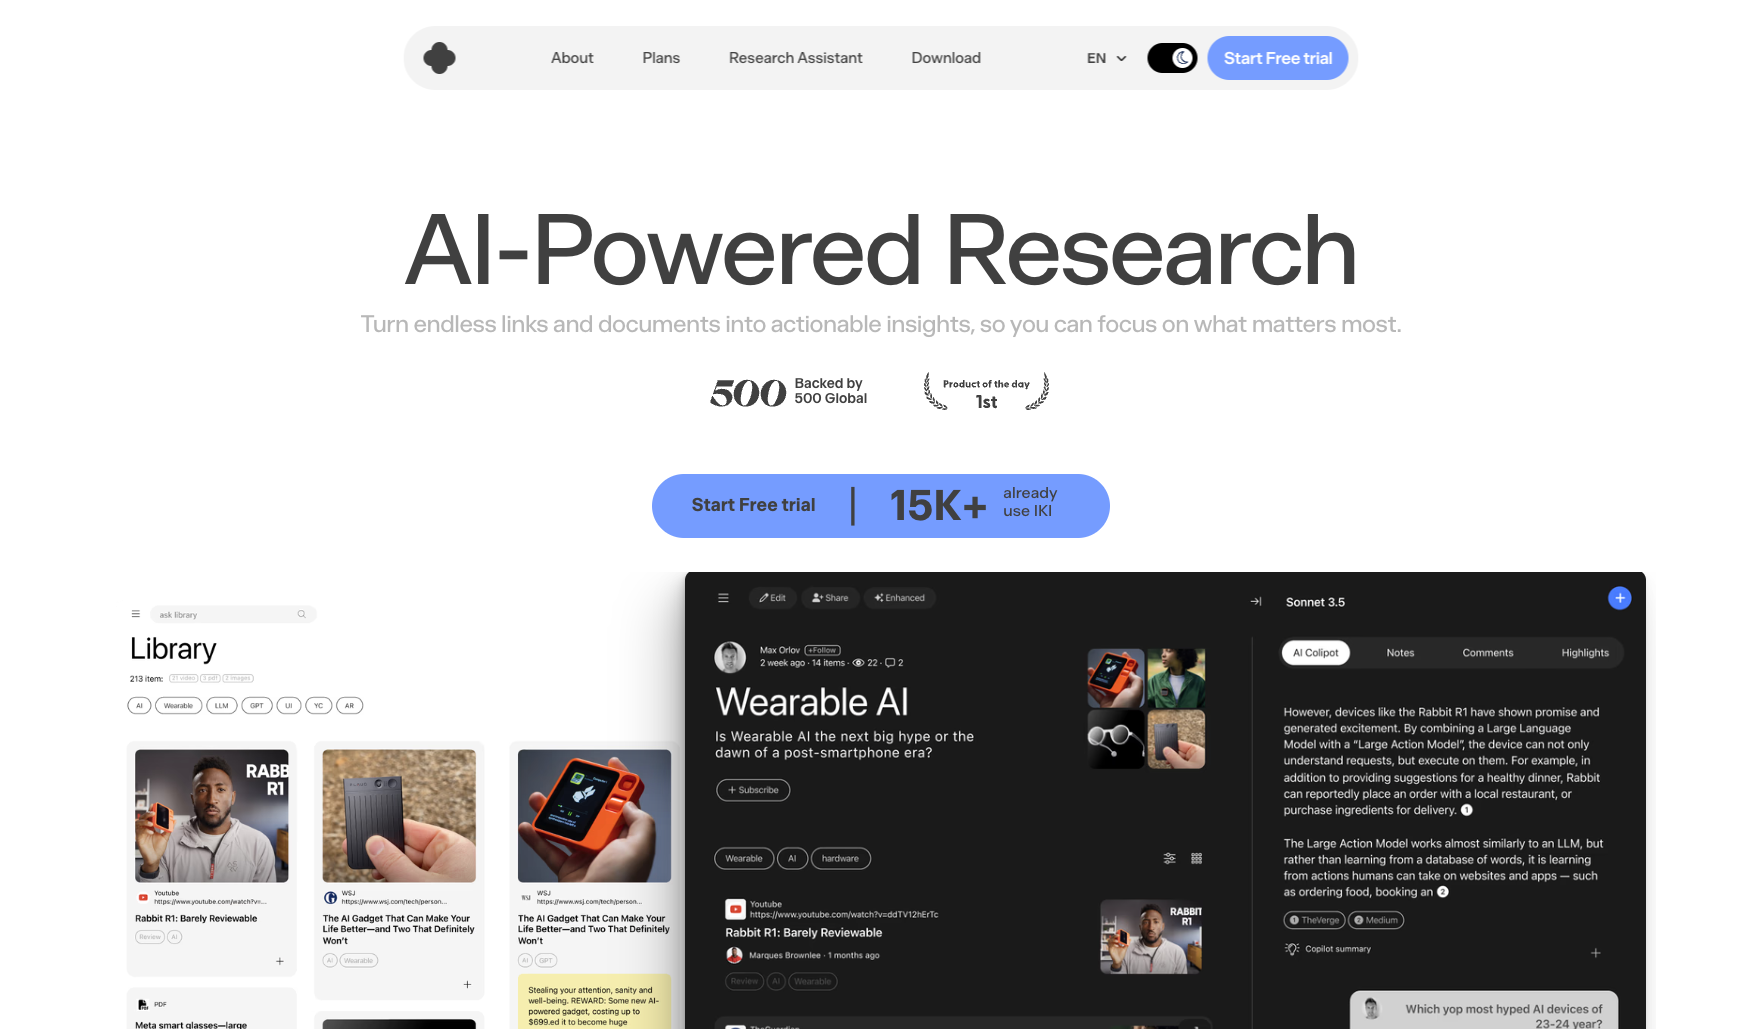 About
Plans
Research Assistant
Download
EN
Start Free trial
AI-Powered Research
Turn endless links and documents into actionable insights, so you can focus on what matters most.
500
Backed by
500 Global
Product of the day
1st
Start Free trial
15K+
already
use IKI
ask library
Library
213 item:
31 video
3 pdf
3 images
AI
Wearable
LLM
GPT
UI
YC
AR
RABB
R1
Youtube
https://www.youtube.com/watch?v=...
Rabbit R1: Barely Reviewable
Review
AI
PDF
Meta smart glasses—large
WSJ
https://www.wsj.com/tech/person...
The AI Gadget That Can Make Your
Life Better—and Two That Definitely
Won't
AI
Wearable
WSJ
WSJ
https://www.wsj.com/tech/person...
The AI Gadget That Can Make Your
Life Better—and Two That Definitely
Won't
AI
GPT
Stealing your attention, sanity and
well-being. REWARD: Some new AI-
powered gadget, costing up to
$699.ed it to become huge
Edit
Share
Enhanced
Max Orlov
+Follow
2 week ago · 14 items · 22 · 2
Wearable AI
Is Wearable AI the next big hype or the
dawn of a post-smartphone era?
+ Subscribe
Wearable
AI
hardware
Youtube
https://www.youtube.com/watch?v=ddTV12hErTc
Rabbit R1: Barely Reviewable
Marques Brownlee · 1 months ago
Review
AI
Wearable
RABBIT
R1
TheGuardian
Sonnet 3.5
AI Colipot
Notes
Comments
Highlights
However, devices like the Rabbit R1 have shown promise and
generated excitement. By combining a Large Language
Model with a “Large Action Model”, the device can not only
understand requests, but execute on them. For example, in
addition to providing suggestions for a healthy dinner, Rabbit
can reportedly place an order with a local restaurant, or
purchase ingredients for delivery. 1
The Large Action Model works almost similarly to an LLM, but
rather than learning from a database of words, it is learning
from actions humans can take on websites and apps — such
as ordering food, booking an 2
1 TheVerge
2 Medium
Copilot summary
Which yop most hyped AI devices of
23-24 year?